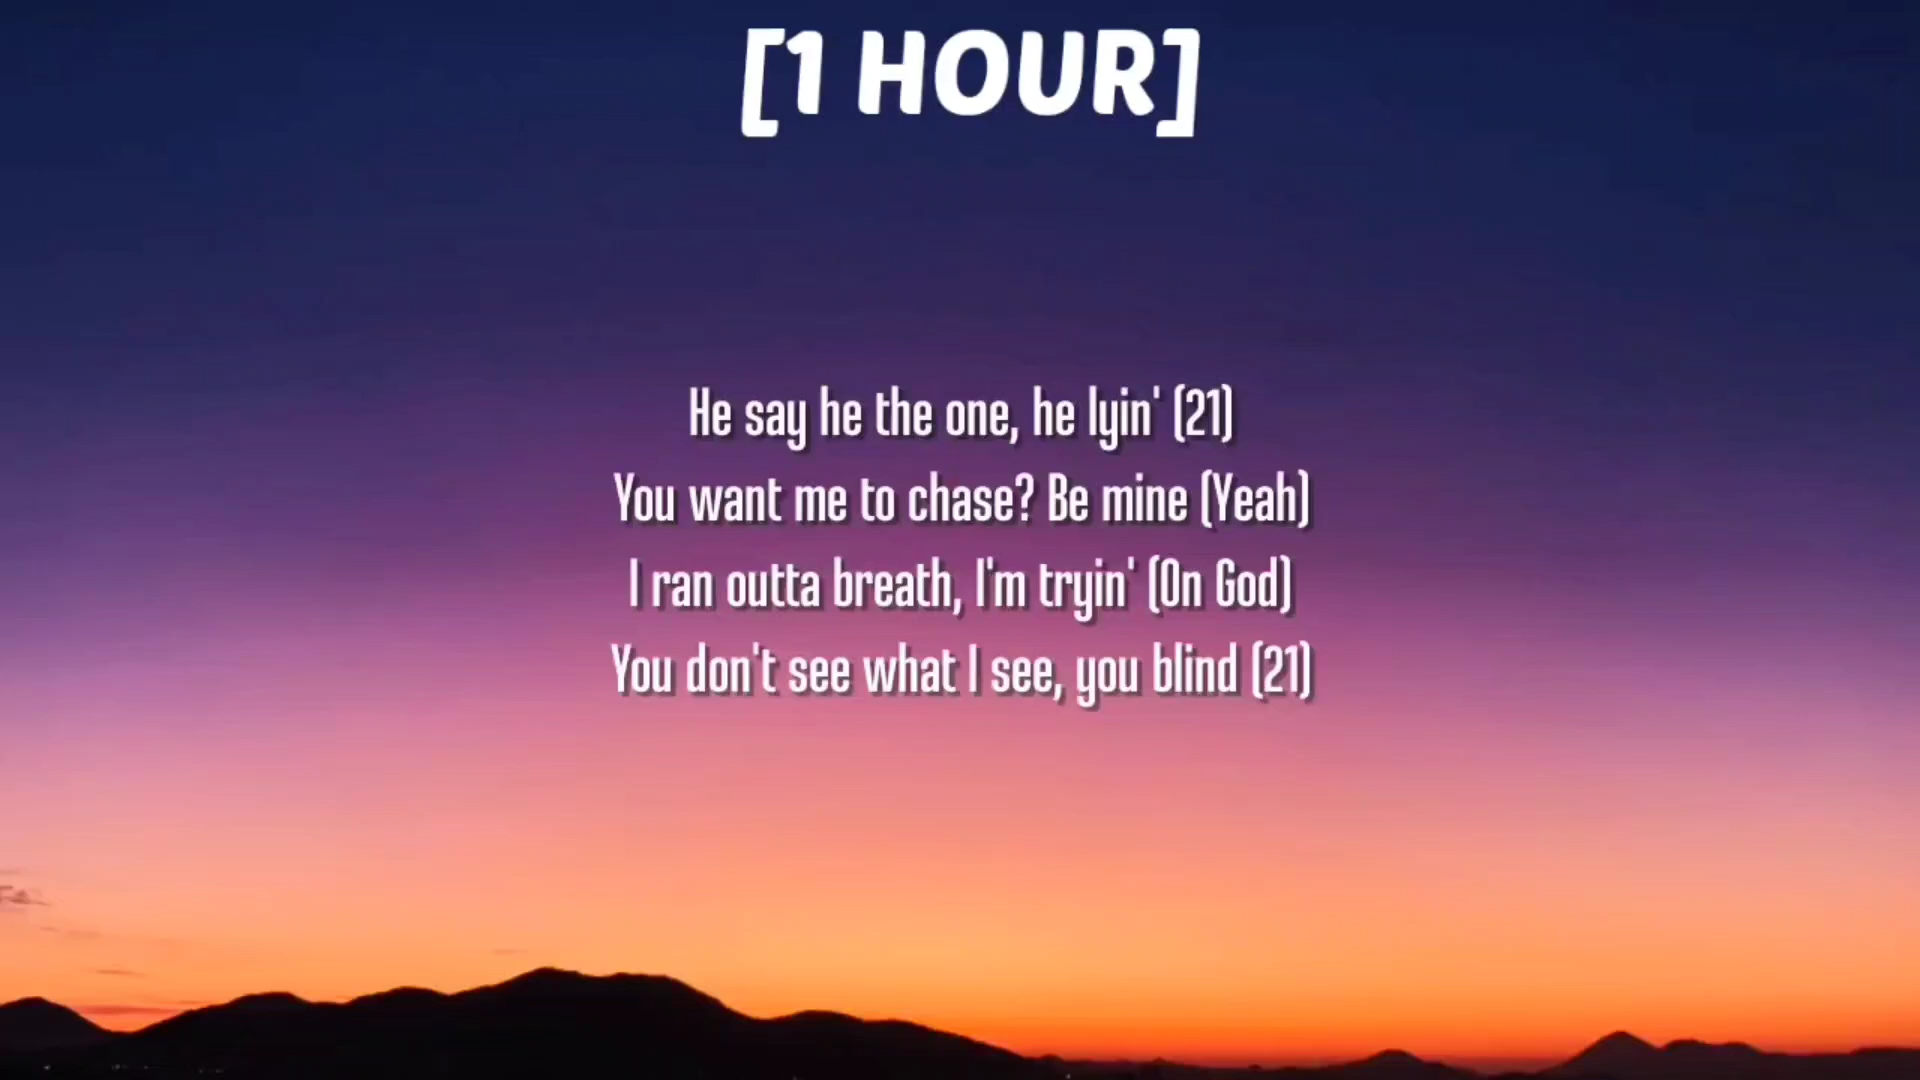 [1 HOUR]
He say he the one, he lyin' (21)
You want me to chase? Be mine (Yeah)
I ran outta breath, I'm tryin' (On God)
You don't see what I see, you blind (21)